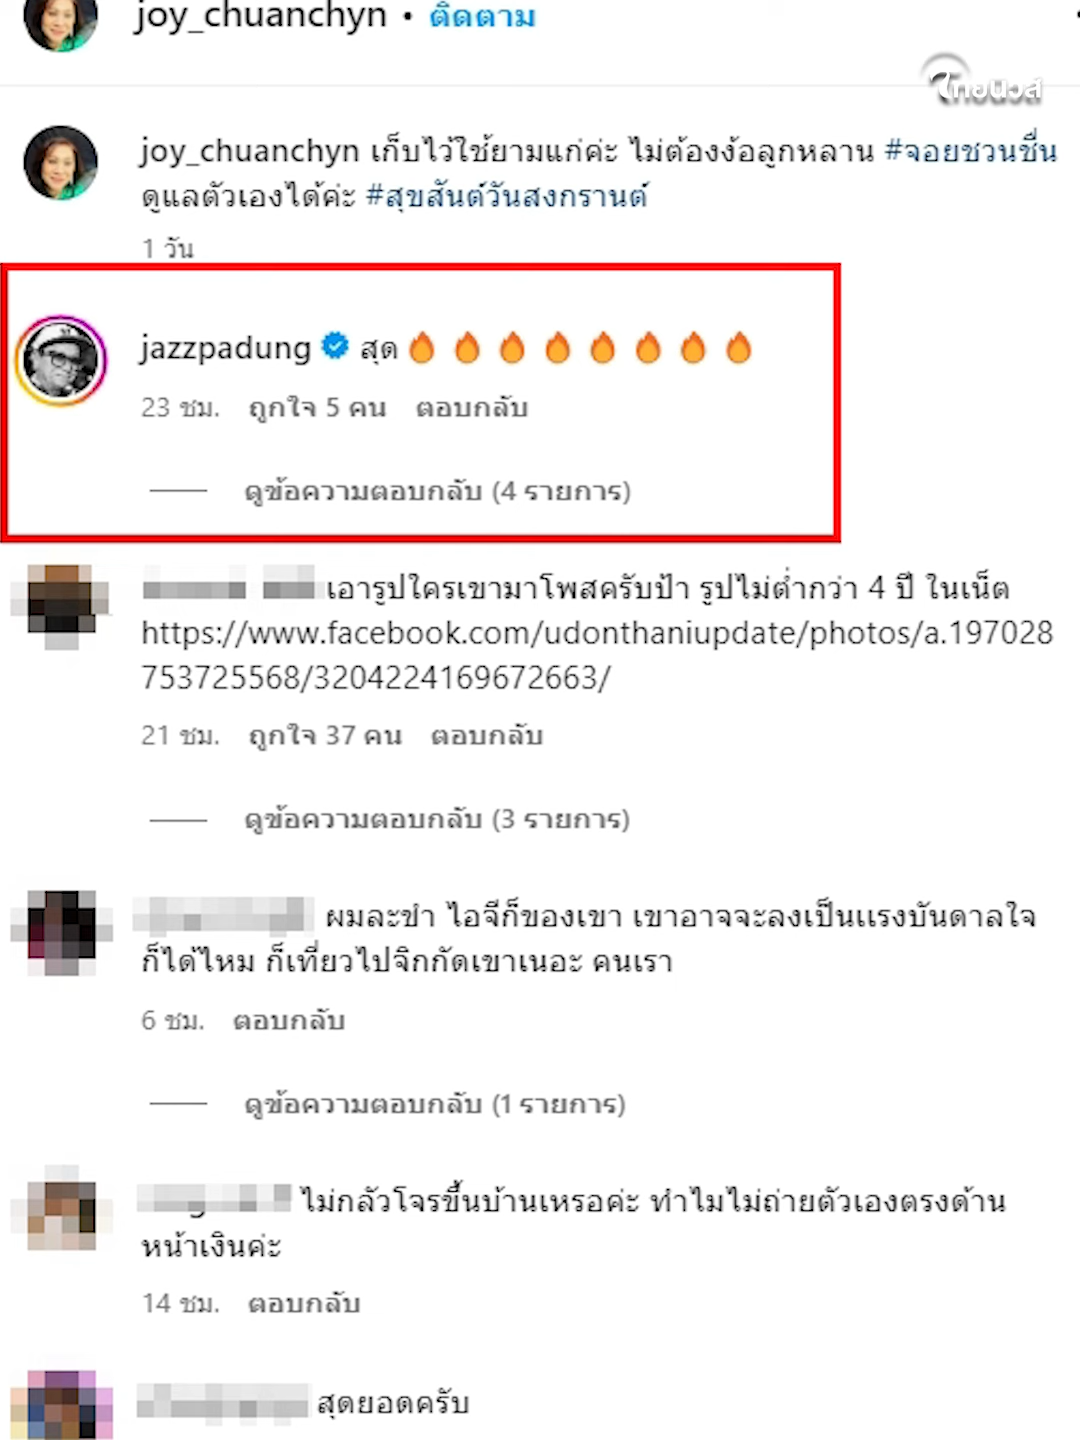 joy_chuanchyn • ติดตาม
ไทยนิวส์
joy_chuanchyn เก็บไว้ใช้ยามแก่ค่ะ ไม่ต้องง้อลูกหลาน #จอยชวนชื่น
ดูแลตัวเองได้ค่ะ #สุขสันต์วันสงกรานต์
1 วัน
jazzpadung สุด 🔥🔥🔥🔥🔥🔥🔥🔥
23 ชม. ถูกใจ 5 คน ตอบกลับ
ดูข้อความตอบกลับ (4 รายการ)
เอารูปใครเขามาโพสครับป้า รูปไม่ต่ำกว่า 4 ปี ในเน็ต
https://www.facebook.com/udonthaniupdate/photos/a.197028
753725568/3204224169672663/
21 ชม. ถูกใจ 37 คน ตอบกลับ
ดูข้อความตอบกลับ (3 รายการ)
ผมละขำ ไอจีก็ของเขา เขาอาจจะลงเป็นแรงบันดาลใจ
ก็ได้ไหม ก็เที่ยวไปจิกกัดเขาเนอะ คนเรา
6 ชม. ตอบกลับ
ดูข้อความตอบกลับ (1 รายการ)
ไม่กลัวโจรขึ้นบ้านเหรอค่ะ ทำไมไม่ถ่ายตัวเองตรงด้าน
หน้าเงินค่ะ
14 ชม. ตอบกลับ
สุดยอดครับ